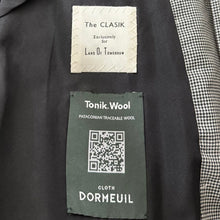 The CLASIK
Exclusively
for
Land Of Tomorrow
Tonik.Wool
PATAGONIAN TRACEABLE WOOL
CLOTH
DORMEUIL